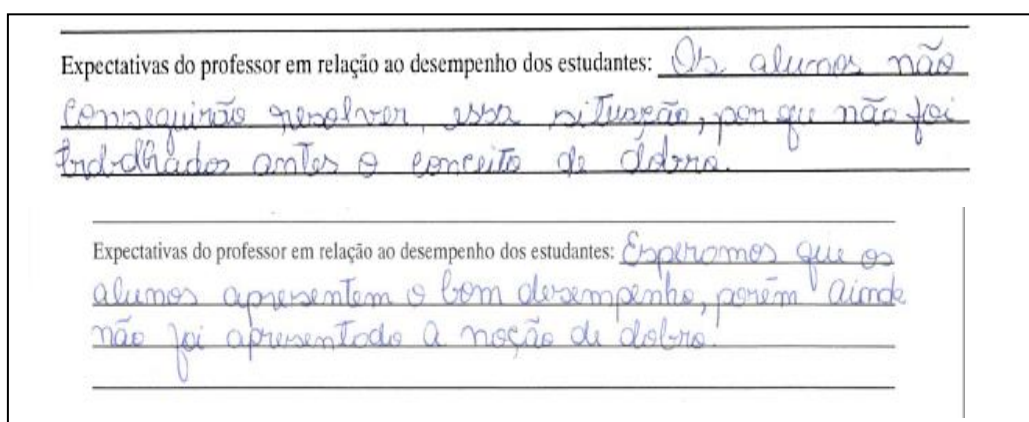 Expectativas do professor em relação ao desempenho dos estudantes: Os alunos não
conseguirão resolver, essa situação, por que não foi
trabalhados antes o conceito de dobro.
Expectativas do professor em relação ao desempenho dos estudantes: Esperamos que os
alunos apresentem o bom desempenho, porém ainda
não foi apresentado a noção de dobro.